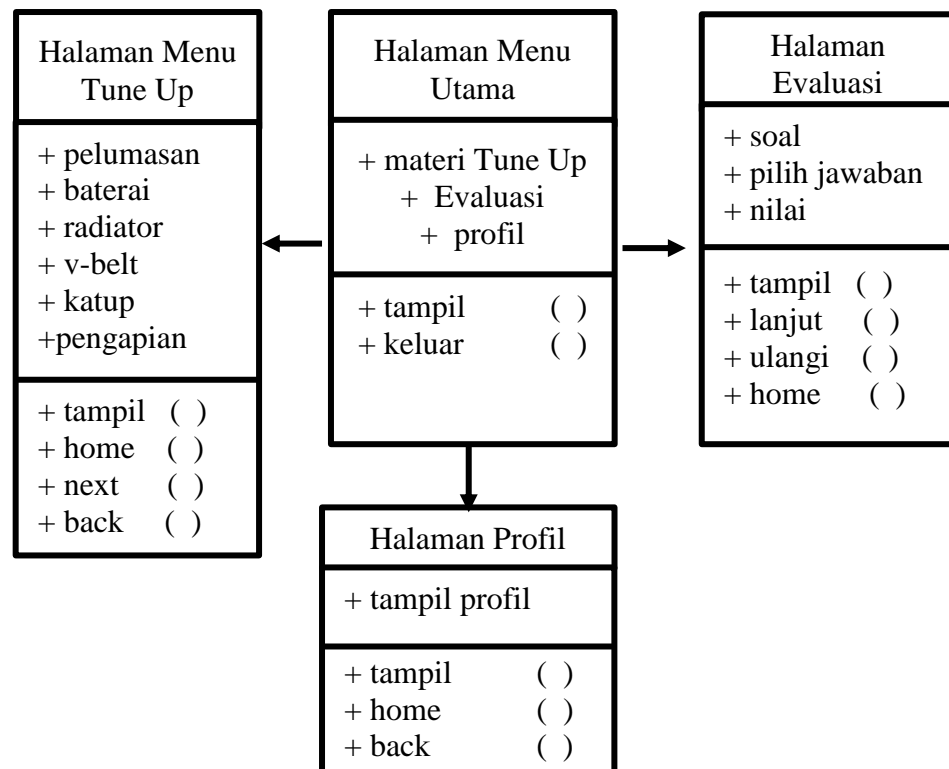 Halaman Menu
Tune Up
+ pelumasan
+ baterai
+ radiator
+ v-belt
+ katup
+pengapian
+ tampil ( )
+ home ( )
+ next ( )
+ back ( )
Halaman Menu
Utama
+ materi Tune Up
+ Evaluasi
+ profil
+ tampil ( )
+ keluar ( )
Halaman
Evaluasi
+ soal
+ pilih jawaban
+ nilai
+ tampil ( )
+ lanjut ( )
+ ulangi ( )
+ home ( )
Halaman Profil
+ tampil profil
+ tampil ( )
+ home ( )
+ back ( )